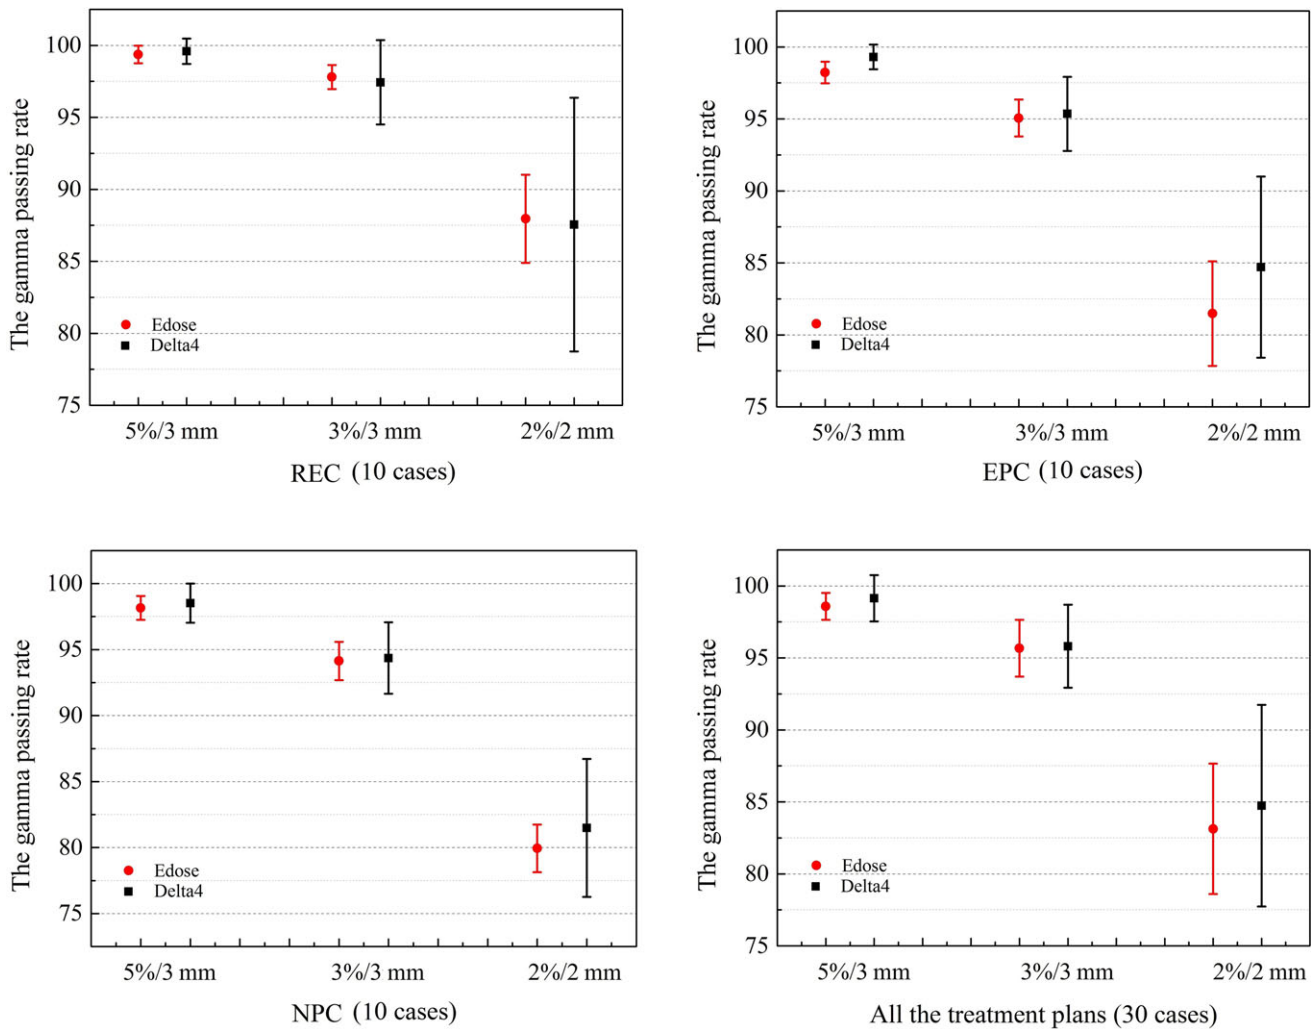 The gamma passing rate
100
95
90
85
80
75
Edose
Delta4
5%/3 mm 3%/3 mm 2%/2 mm
REC (10 cases)
The gamma passing rate
100
95
90
85
80
75
Edose
Delta4
5%/3 mm 3%/3 mm 2%/2 mm
EPC (10 cases)
The gamma passing rate
100
95
90
85
80
75
Edose
Delta4
5%/3 mm 3%/3 mm 2%/2 mm
NPC (10 cases)
The gamma passing rate
100
95
90
85
80
75
Edose
Delta4
5%/3 mm 3%/3 mm 2%/2 mm
All the treatment plans (30 cases)